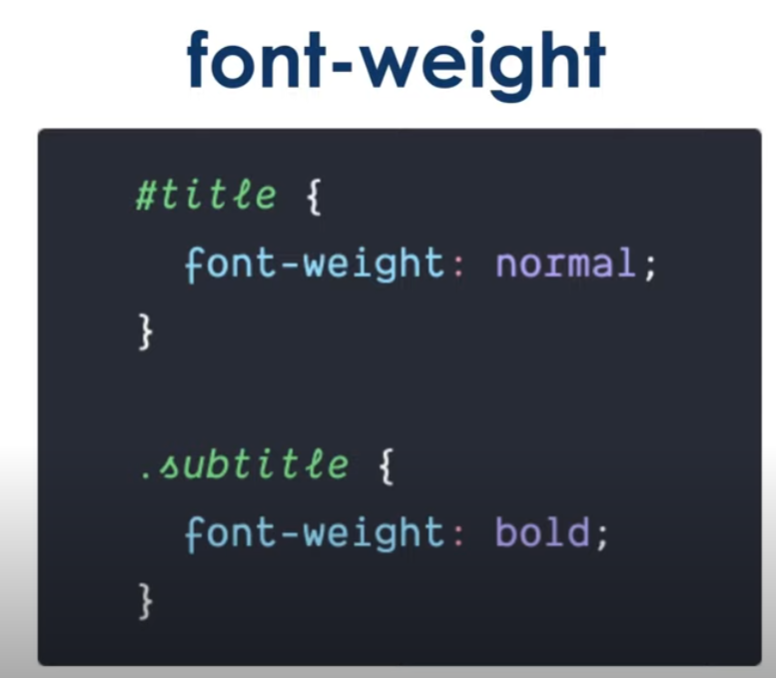 font-weight
#title {
font-weight: normal;
}
.subtitle {
font-weight: bold;
}